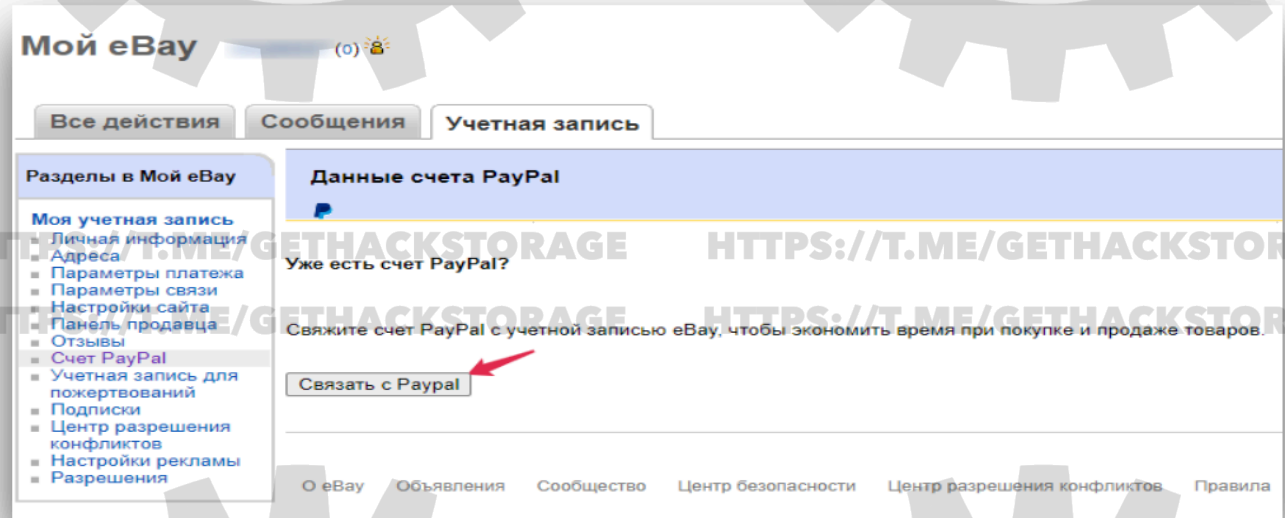 Мой eBay (0)
Все действия Сообщения Учетная запись
Разделы в Мой eBay
Моя учетная запись
Личная информация
Адреса
Параметры платежа
Параметры связи
Настройки сайта
Панель продавца
Отзывы
Счет PayPal
Учетная запись для
пожертвований
Подписки
Центр разрешения
конфликтов
Настройки рекламы
Разрешения
Данные счета PayPal
Уже есть счет PayPal?
Свяжите счет PayPal с учетной записью eBay, чтобы экономить время при покупке и продаже товаров.
Связать с Paypal
О eBay Объявления Сообщество Центр безопасности Центр разрешения конфликтов Правила
TPS://T.ME/GETHACKSTORAGE HTTPS://T.ME/GETHACKSTOR
TPS://T.ME/GETHACKSTORAGE HTTPS://T.ME/GETHACKSTOR